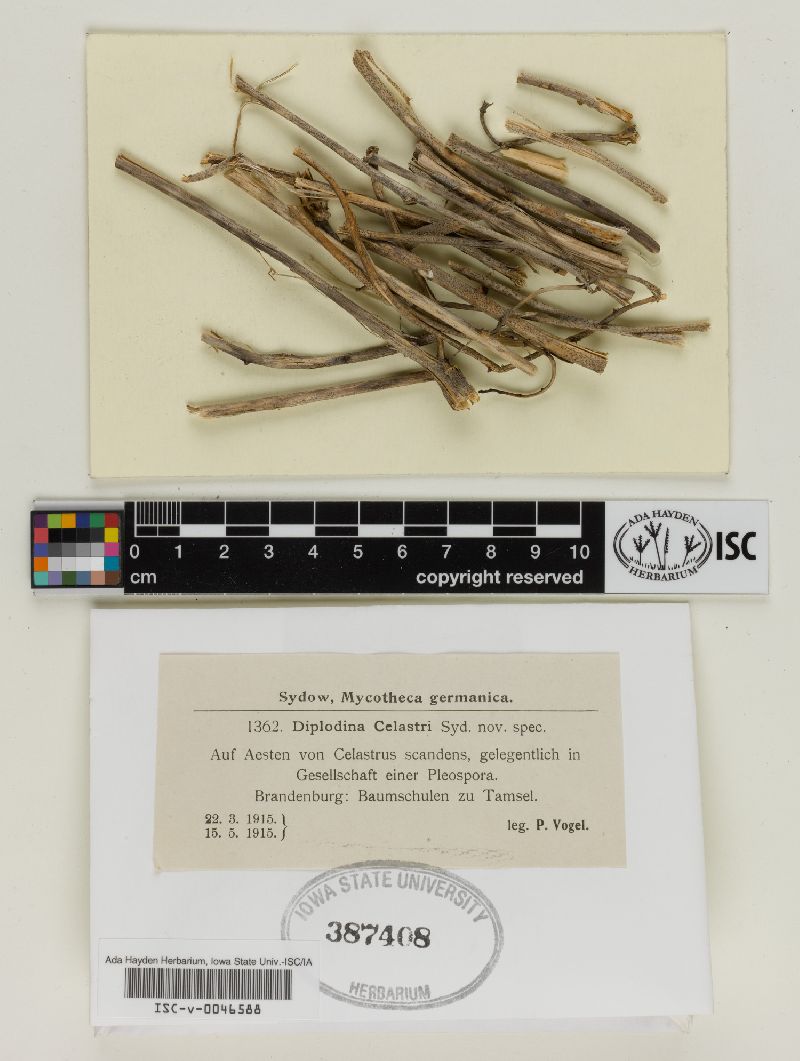 0 1 2 3 4 5 6 7 8 9 10
cm
copyright reserved
ADA HAYDEN
HERBARIUM
ISC
Sydow, Mycotheca germanica.
1362. Diplodina Celastri Syd. nov. spec.
Auf Aesten von Celastrus scandens, gelegentlich in
Gesellschaft einer Pleospora.
Brandenburg: Baumschulen zu Tamsel.
22. 3. 1915.
15. 5. 1915.
leg. P. Vogel.
IOWA STATE UNIVERSITY
387408
HERBARIUM
Ada Hayden Herbarium, Iowa State Univ.-ISC/IA
ISC-v-0046588